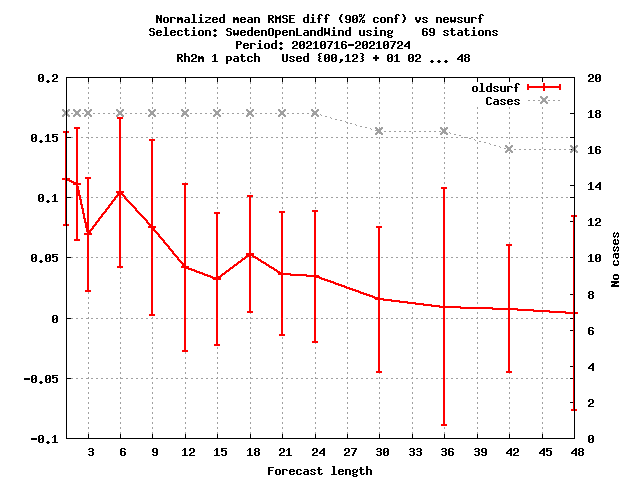 Normalized mean RMSE diff (90% conf) vs newsurf
Selection: SwedenOpenLandWind using    69 stations
Period: 20210716-20210724
Rh2m 1 patch   Used {00,12} + 01 02 ... 48
oldsurf
Cases
0.2
0.15
0.1
0.05
0
-0.05
-0.1
20
18
16
14
12
10
8
6
4
2
0
No cases
3 6 9 12 15 18 21 24 27 30 33 36 39 42 45 48
Forecast length